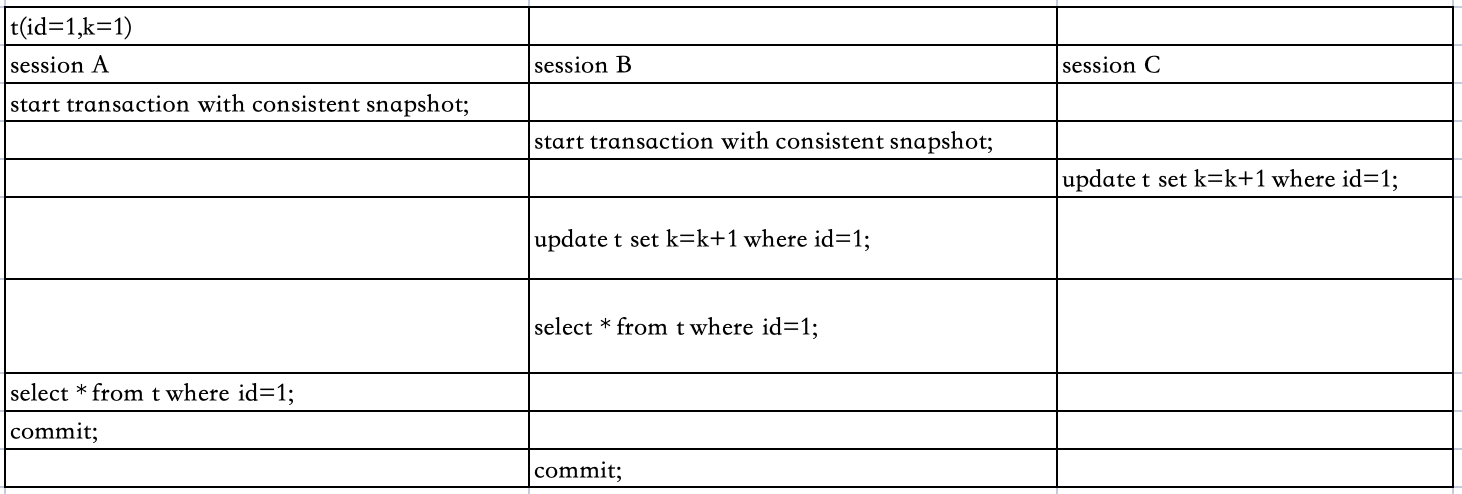 t(id=1,k=1)
session A
session B
session C
start transaction with consistent snapshot;
start transaction with consistent snapshot;
update t set k=k+1 where id=1;
update t set k=k+1 where id=1;
select * from t where id=1;
select * from t where id=1;
commit;
commit;